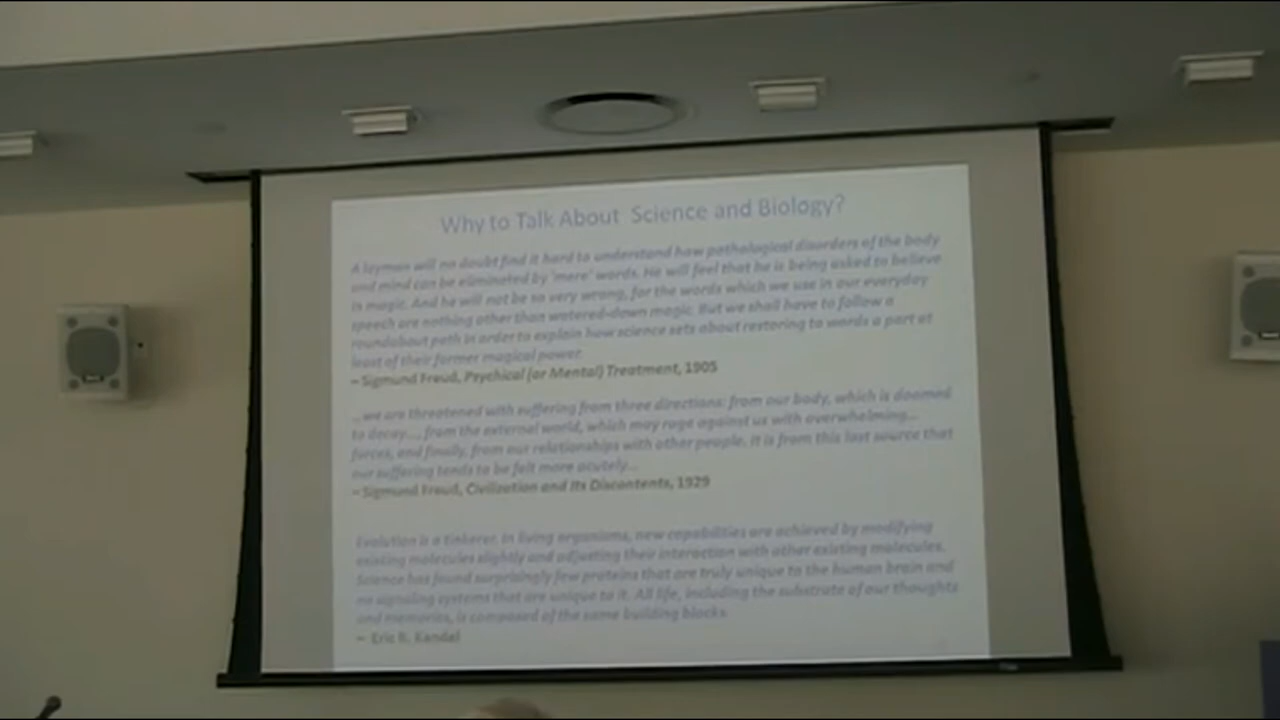 Why to Talk About Science and Biology?
A layman will no doubt find it hard to understand how pathological disorders of the body
and mind can be eliminated by 'mere' words. He will feel that he is being asked to believe
in magic. And he will not be so very wrong, for the words which we use in our everyday
speech are nothing other than watered-down magic. But we shall have to follow a
roundabout path in order to explain how science sets about restoring to words a part at
least of their former magical power.
– Sigmund Freud, Psychical (or Mental) Treatment, 1905
...we are threatened with suffering from three directions: from our body, which is doomed
to decay..., from the external world, which may rage against us with overwhelming...
forces, and finally, from our relationships with other people. It is from this last source that
our suffering tends to be felt more acutely...
– Sigmund Freud, Civilization and Its Discontents, 1929
Evolution is a tinkerer. In living organisms, new capabilities are achieved by modifying
existing molecules slightly and adjusting their interaction with other existing molecules.
Science has found surprisingly few proteins that are truly unique to the human brain and
no signaling systems that are unique to it. All life, including the substrate of our thoughts
and memories, is composed of the same building blocks.
– Eric R. Kandel